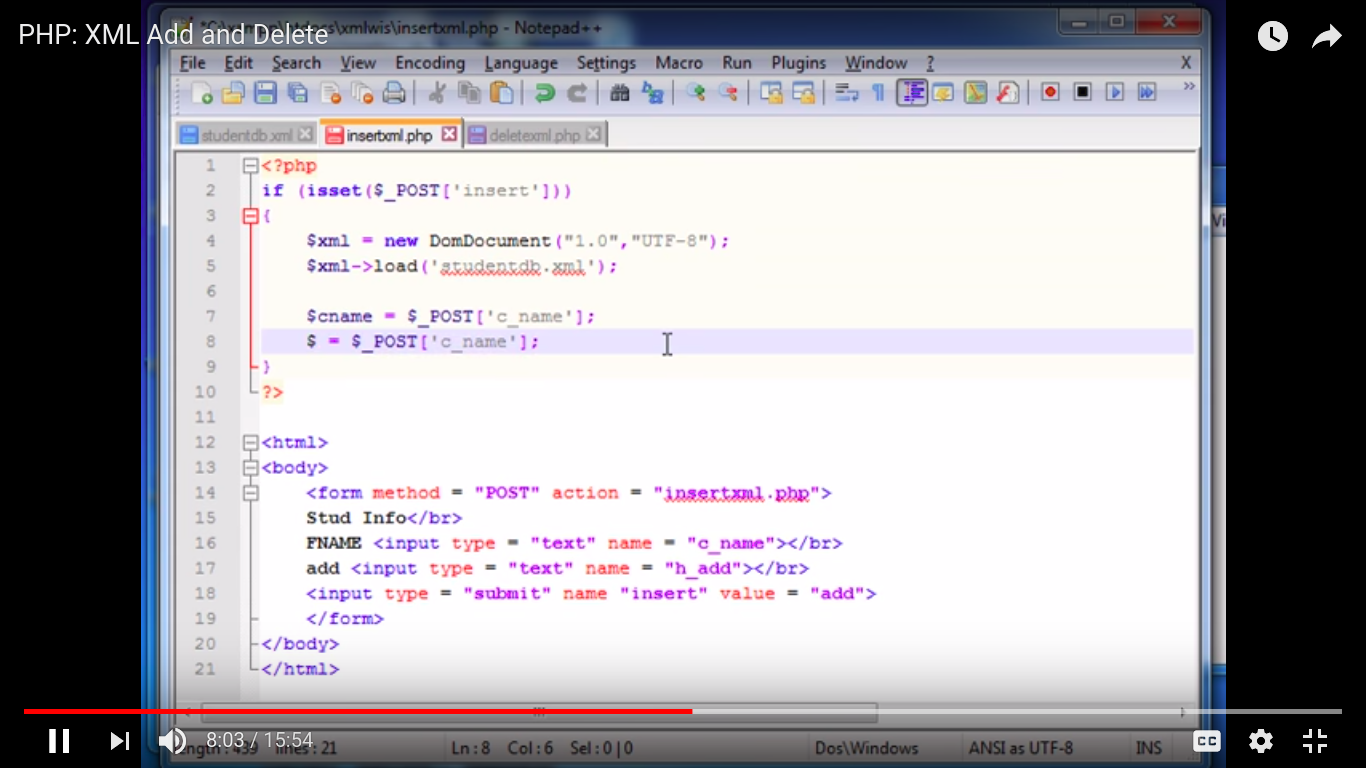 PHP: XML Add and Delete
\xmlwis\insertxml.php - Notepad++
File Edit Search View Encoding Language Settings Macro Run Plugins Window ? X
studentdb.xml insertxml.php deletexml.php
1 <?php
2 if (isset($_POST['insert']))
3 {
4 $xml = new DomDocument("1.0","UTF-8");
5 $xml->load('studentdb.xml');
6
7 $cname = $_POST['c_name'];
8 $ = $_POST['c_name'];
9 }
10 ?>
11
12 <html>
13 <body>
14 <form method = "POST" action = "insertxml.php">
15 Stud Info</br>
16 FNAME <input type = "text" name = "c_name"></br>
17 add <input type = "text" name = "h_add"></br>
18 <input type = "submit" name "insert" value = "add">
19 </form>
20 </body>
21 </html>
8:03 / 15:54
lines : 21 Ln : 8 Col : 6 Sel : 0 | 0 Dos\Windows ANSI as UTF-8 INS
CC